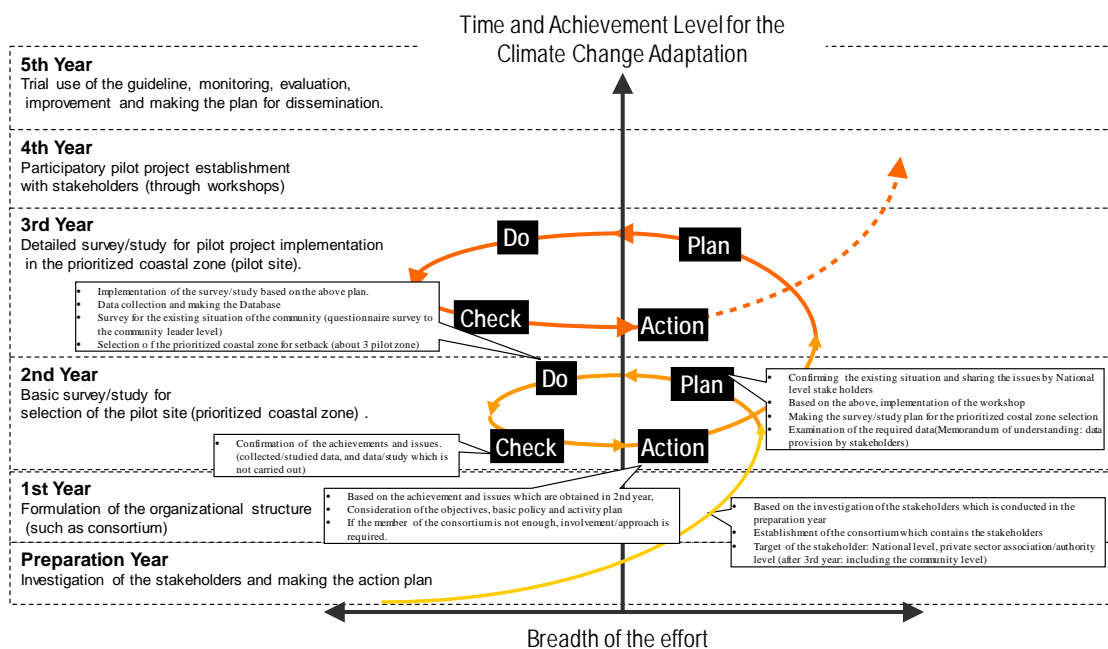 Time and Achievement Level for the
Climate Change Adaptation
5th Year
Trial use of the guideline, monitoring, evaluation,
improvement and making the plan for dissemination.
4th Year
Participatory pilot project establishment
with stakeholders (through workshops)
3rd Year
Detailed survey/study for pilot project implementation
in the prioritized coastal zone (pilot site).
Do
Plan
Check
Action
• Implementation of the survey/study based on the above plan.
• Data collection and making the Database
• Survey for the existing situation of the community (questionnaire survey to
the community leader level)
• Selection of the prioritized coastal zone for setback (about 3 pilot zone)
2nd Year
Basic survey/study for
selection of the pilot site (prioritized coastal zone) .
Do
Plan
Check
Action
• Confirming the existing situation and sharing the issues by National
level stake holders
• Based on the above, implementation of the workshop
• Making the survey/study plan for the prioritized costal zone selection
• Examination of the required data(Memorandum of understanding: data
provision by stakeholders)
• Confirmation of the achievements and issues.
(collected/studied data, and data/study which is
not carried out)
1st Year
Formulation of the organizational structure
(such as consortium)
• Based on the achievement and issues which are obtained in 2nd year,
• Consideration of the objectives, basic policy and activity plan
• If the member of the consortium is not enough, involvement/approach is
required.
• Based on the investigation of the stakeholders which is conducted in the
preparation year
• Establishment of the consortium which contains the stakeholders
• Target of the stakeholder: National level, private sector association/authority
level (after 3rd year: including the community level)
Preparation Year
Investigation of the stakeholders and making the action plan
Breadth of the effort